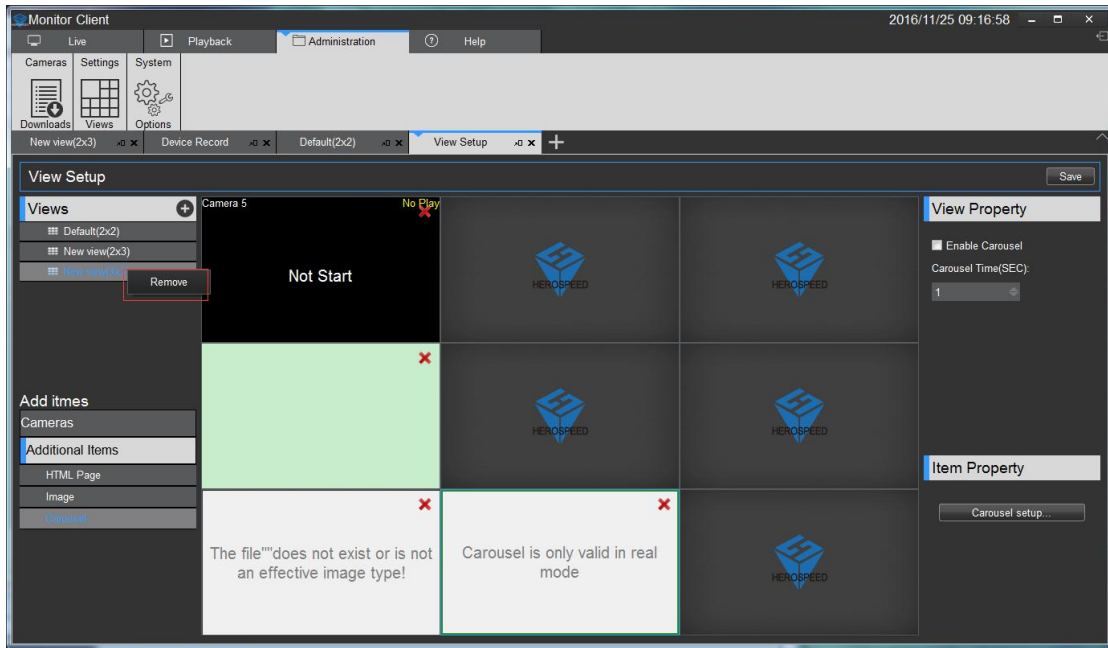 Monitor Client
2016/11/25 09:16:58
Live
Playback
Administration
Help
Cameras
Settings
System
Downloads
Views
Options
New view(2x3)
Device Record
Default(2x2)
View Setup
View Setup
Save
Views
Default(2x2)
New view(2x3)
Remove
Add itmes
Cameras
Additional Items
HTML Page
Image
Carousel
Camera 5
No Play
Not Start
HEROSPEED
HEROSPEED
HEROSPEED
HEROSPEED
The file""does not exist or is not
an effective image type!
Carousel is only valid in real
mode
HEROSPEED
View Property
Enable Carousel
Carousel Time(SEC):
1
Item Property
Carousel setup...